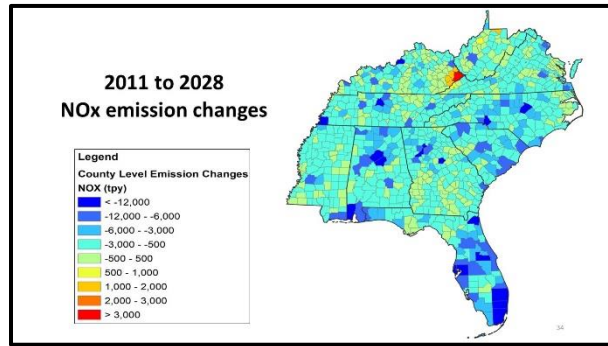 2011 to 2028
NOx emission changes
Legend
County Level Emission Changes
NOX (tpy)
< -12,000
-12,000 - -6,000
-6,000 - -3,000
-3,000 - -500
-500 - 500
500 - 1,000
1,000 - 2,000
2,000 - 3,000
> 3,000
34